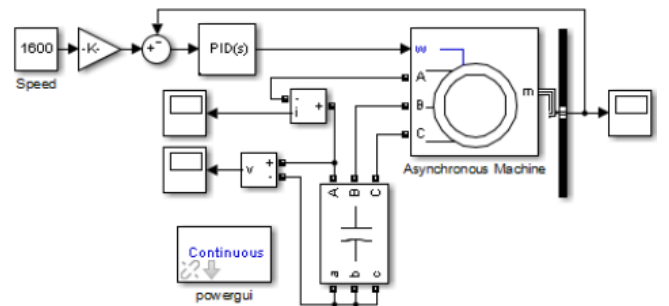 1600
Speed
-K-
+
-
PID(s)
w
A
B
C
m
Asynchronous Machine
-
+
i
+
-
v
A
B
C
a
b
c
Continuous
powergui